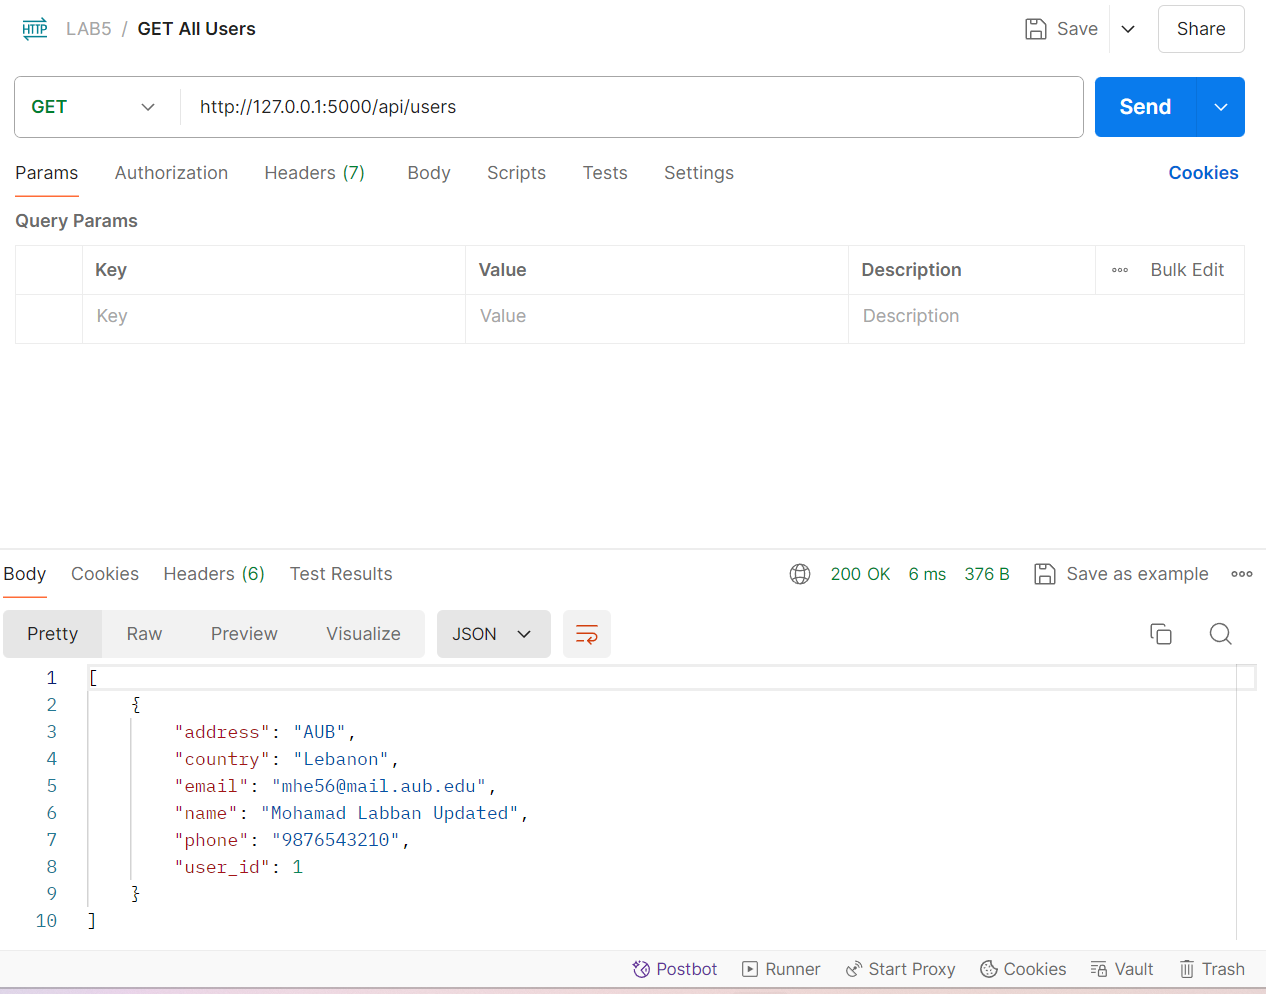 HTTP LAB5 / GET All Users Save Share
GET http://127.0.0.1:5000/api/users Send
Params Authorization Headers (7) Body Scripts Tests Settings Cookies
Query Params
Key Value Description Bulk Edit
Key Value Description
Body Cookies Headers (6) Test Results 200 OK 6 ms 376 B Save as example
Pretty Raw Preview Visualize JSON
1 [
2 {
3 "address": "AUB",
4 "country": "Lebanon",
5 "email": "mhe56@mail.aub.edu",
6 "name": "Mohamad Labban Updated",
7 "phone": "9876543210",
8 "user_id": 1
9 }
10 ]
Postbot Runner Start Proxy Cookies Vault Trash